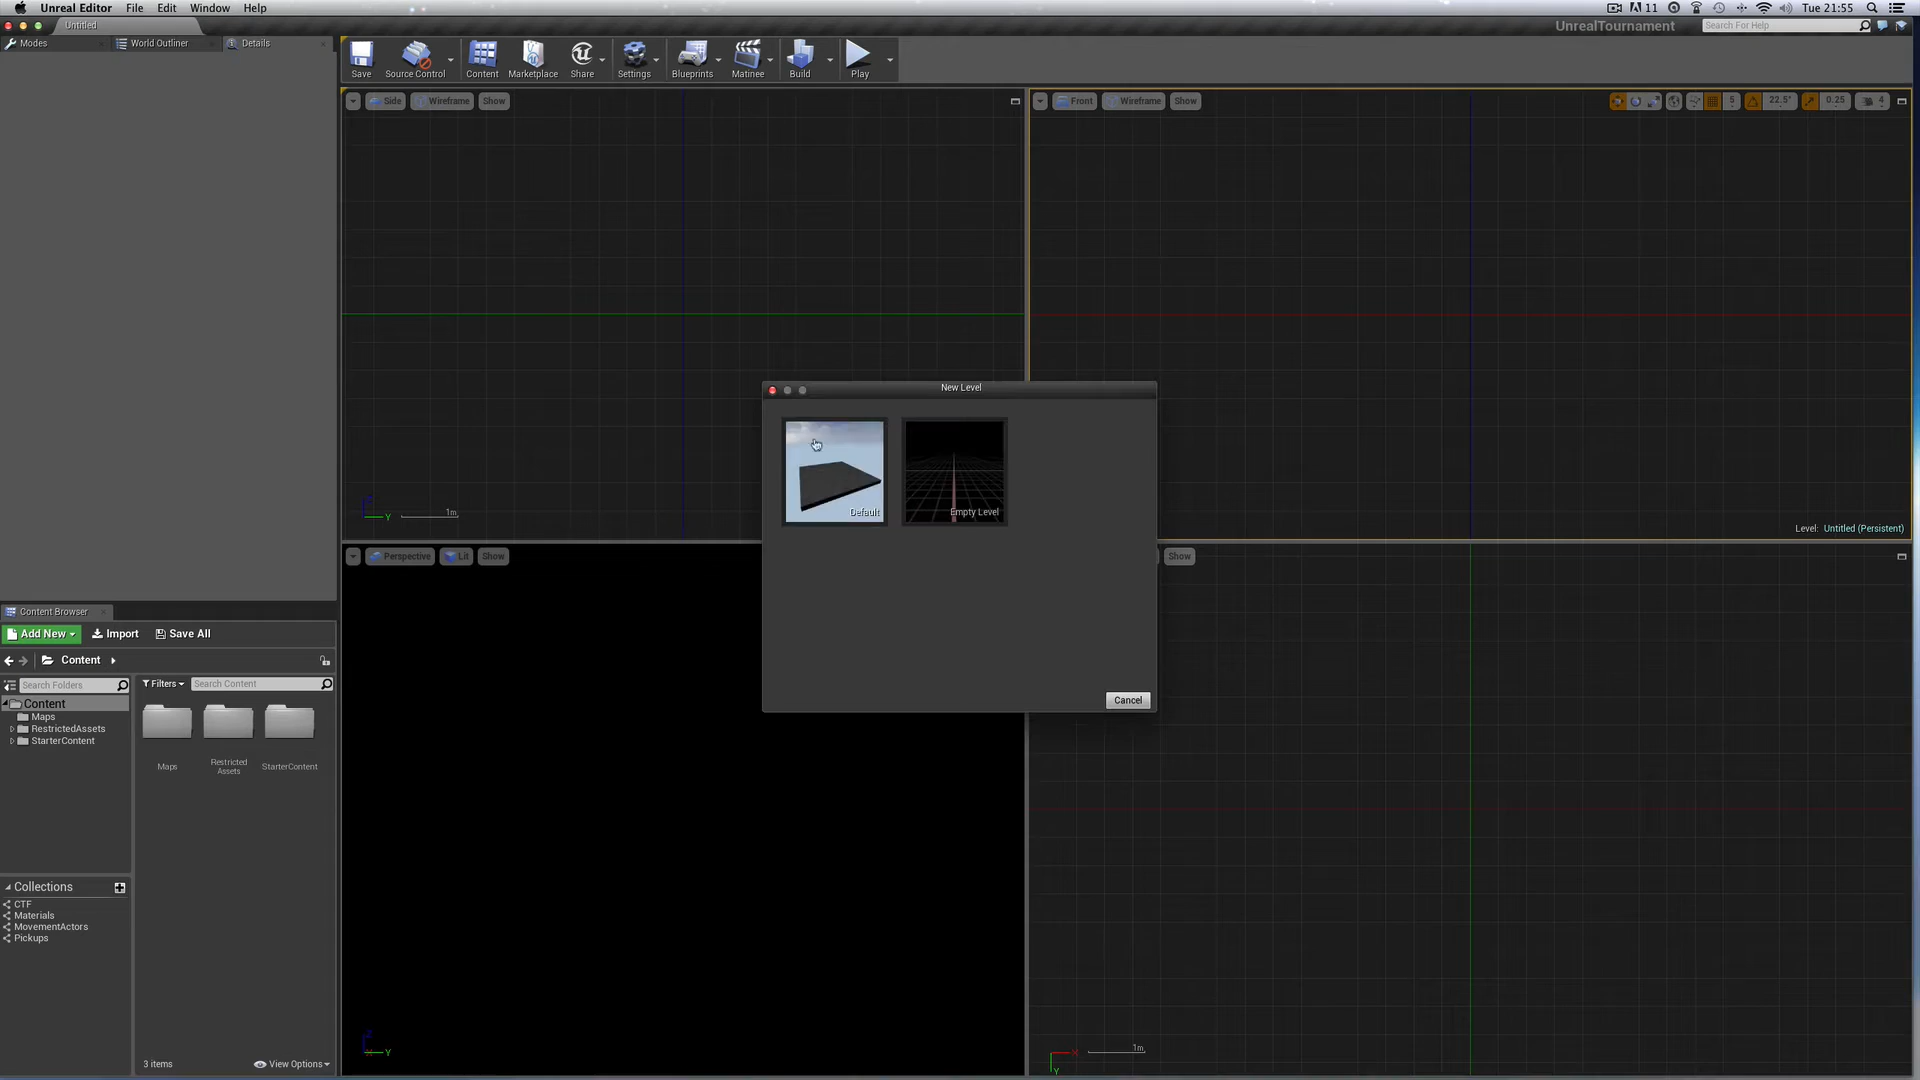 Unreal Editor File Edit Window Help
11 Tue 21:55
Untitled
UnrealTournament
Search For Help
Modes
World Outliner
Details
Save
Source Control
Content
Marketplace
Share
Settings
Blueprints
Matinee
Build
Play
Side
Wireframe
Show
Front
Wireframe
Show
5
22.5°
0.25
4
New Level
Default
Empty Level
Cancel
Z
Y
1m
Level: Untitled (Persistent)
Perspective
Lit
Show
Show
Content Browser
Add New
Import
Save All
Content
Search Folders
Filters
Search Content
Content
Maps
RestrictedAssets
StarterContent
Maps
Restricted
Assets
StarterContent
Collections
CTF
Materials
MovementActors
Pickups
3 items
View Options
Z
X
Y
X
Y
1m